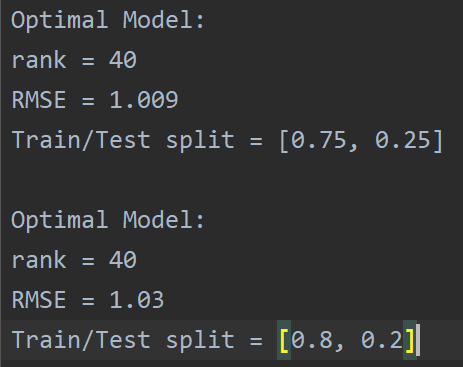 Optimal Model:
rank = 40
RMSE = 1.009
Train/Test split = [0.75, 0.25]
Optimal Model:
rank = 40
RMSE = 1.03
Train/Test split = [0.8, 0.2]